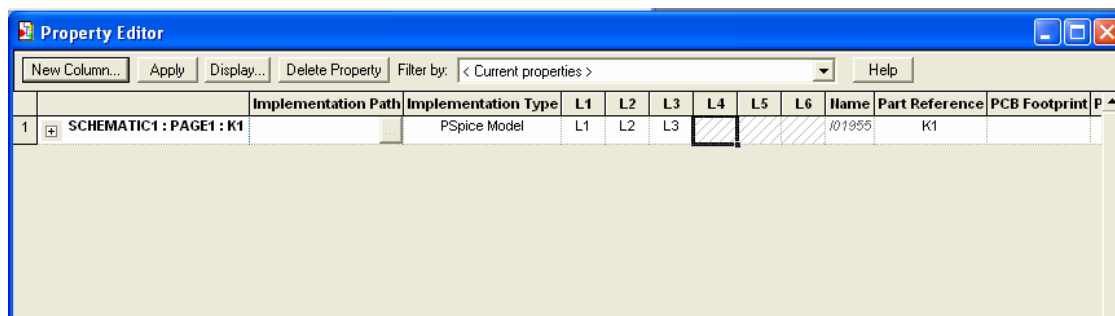 Property Editor
New Column... Apply Display... Delete Property Filter by: < Current properties > Help
Implementation Path Implementation Type L1 L2 L3 L4 L5 L6 Name Part Reference PCB Footprint P
1 SCHEMATIC1 : PAGE1 : K1 ... PSpice Model L1 L2 L3 I01955 K1